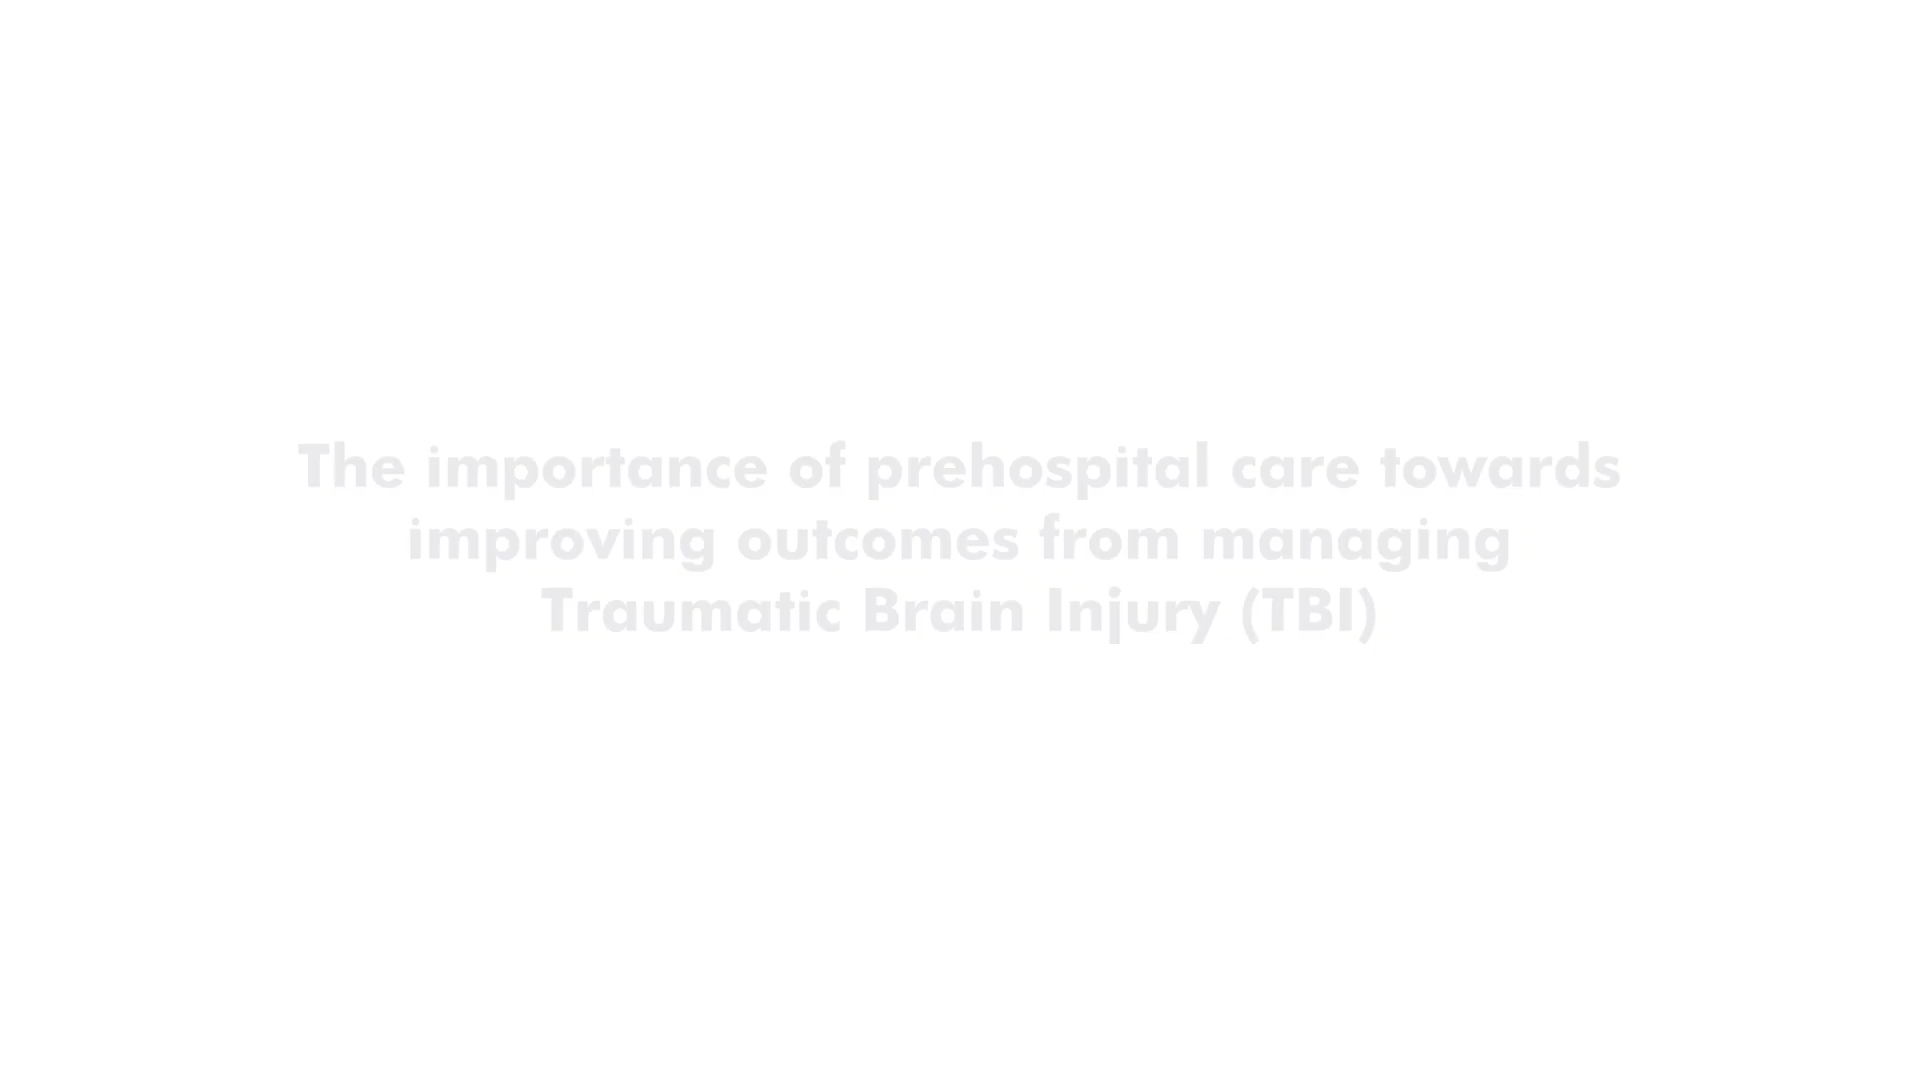 The importance of prehospital care towards
improving outcomes from managing
Traumatic Brain Injury (TBI)